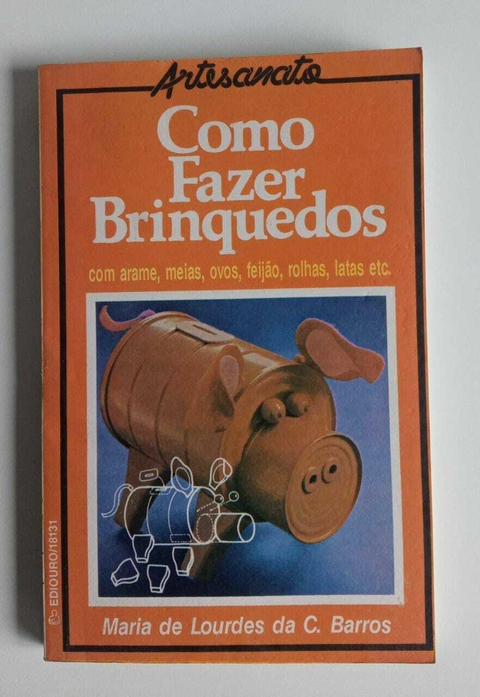 Artesanato
Como
Fazer
Brinquedos
com arame, meias, ovos, feijão, rolhas, latas etc.
EDIOURO/18131
Maria de Lourdes da C. Barros